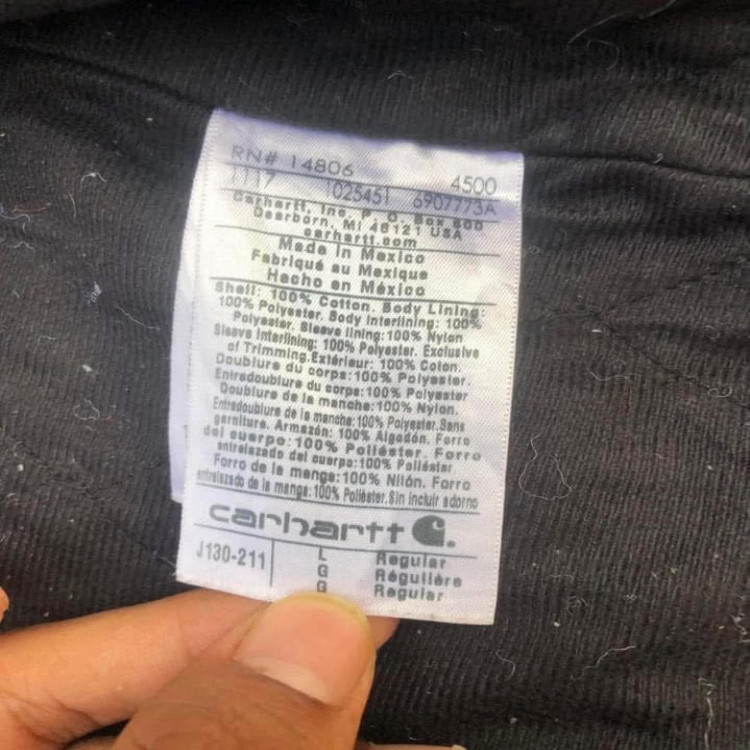 RN# 14806 4500
1117 1025451 6907773A
Carhartt, Inc. P. O. Box 600
Dearborn, MI 48121 USA
carhartt.com
Made in Mexico
Fabriqué au Mexique
Hecho en México
Shell: 100% Cotton. Body Lining:
100% Polyester. Body Interlining: 100%
Polyester. Sleeve lining:100% Nylon
Sleeve Interlining: 100% Polyester. Exclusive
of Trimming.Extérieur: 100% Coton.
Doublure du corps:100% Polyester.
Entredoublure du corps:100% Polyester
Doublure de la manche:100% Nylon.
Entredoublure de la manche:100% Polyester.Sans
garniture. Armazón: 100% Algodón. Forro
del cuerpo:100% Poliéster. Forro
entrelazado del cuerpo:100% Poliéster
Forro de la manga:100% Nilón. Forro
entrelazado de la manga:100% Poliéster.Sin incluir adorno
carhartt
J130-211 L Regular
G Régulière
G Regular